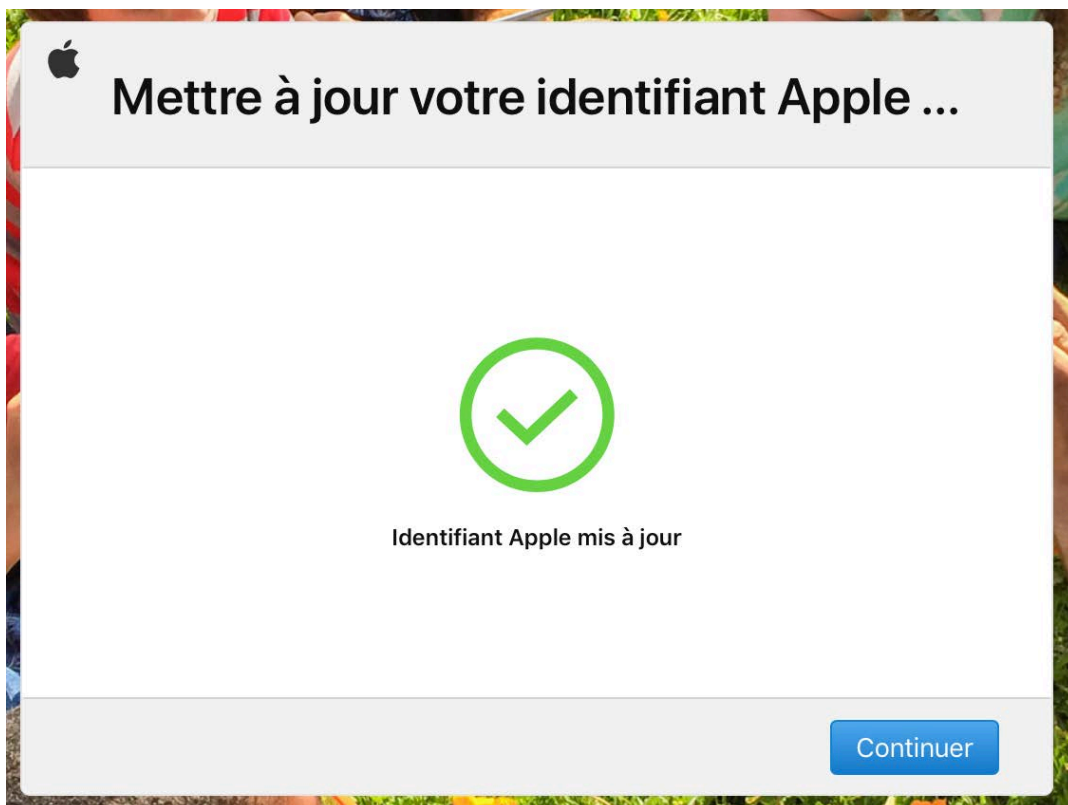 Mettre à jour votre identifiant Apple ...
Identifiant Apple mis à jour
Continuer